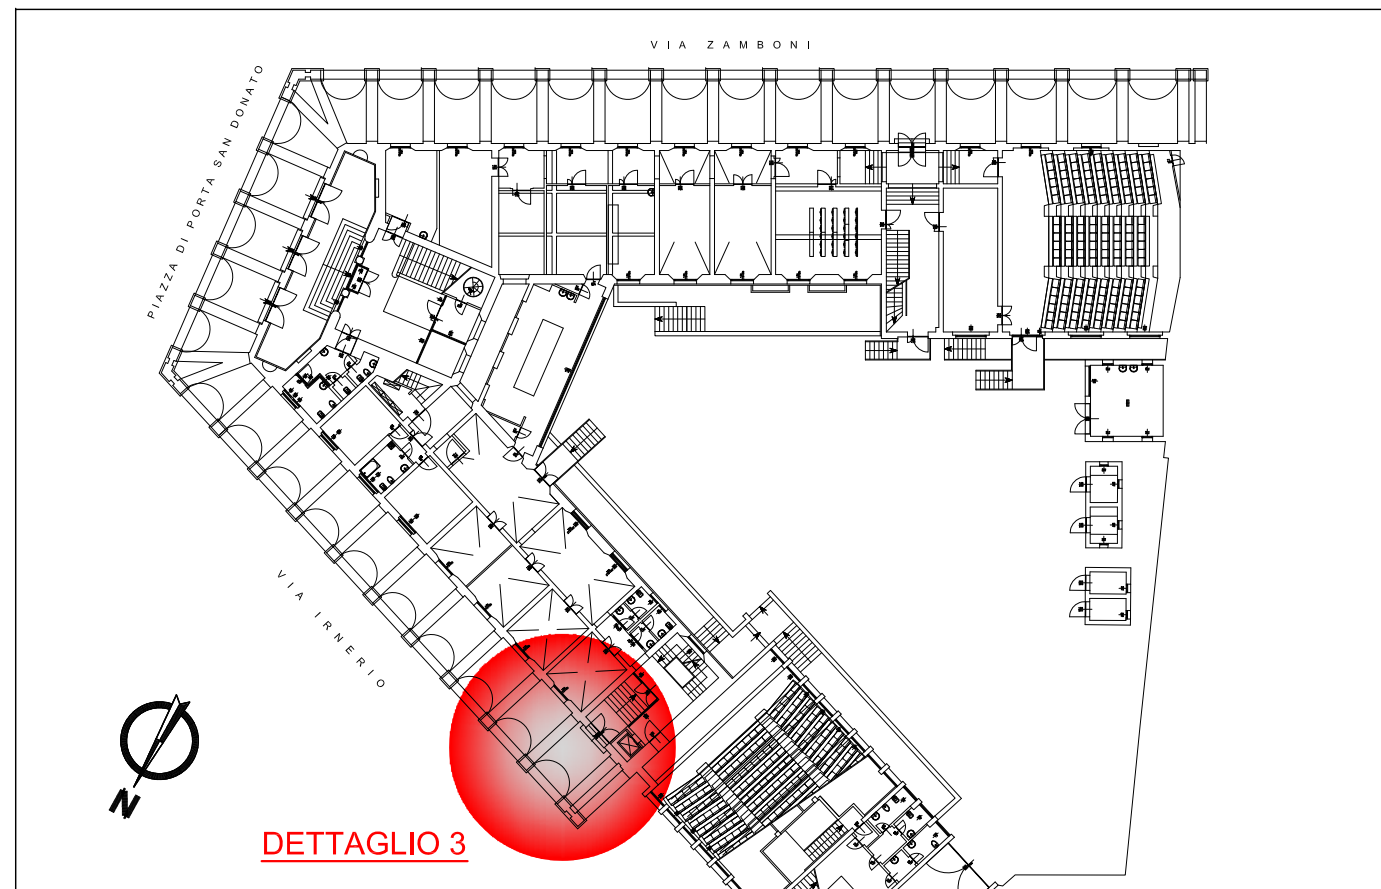 VIA ZAMBONI
PIAZZA DI PORTA SAN DONATO
VIA IRNERIO
N
DETTAGLIO 3